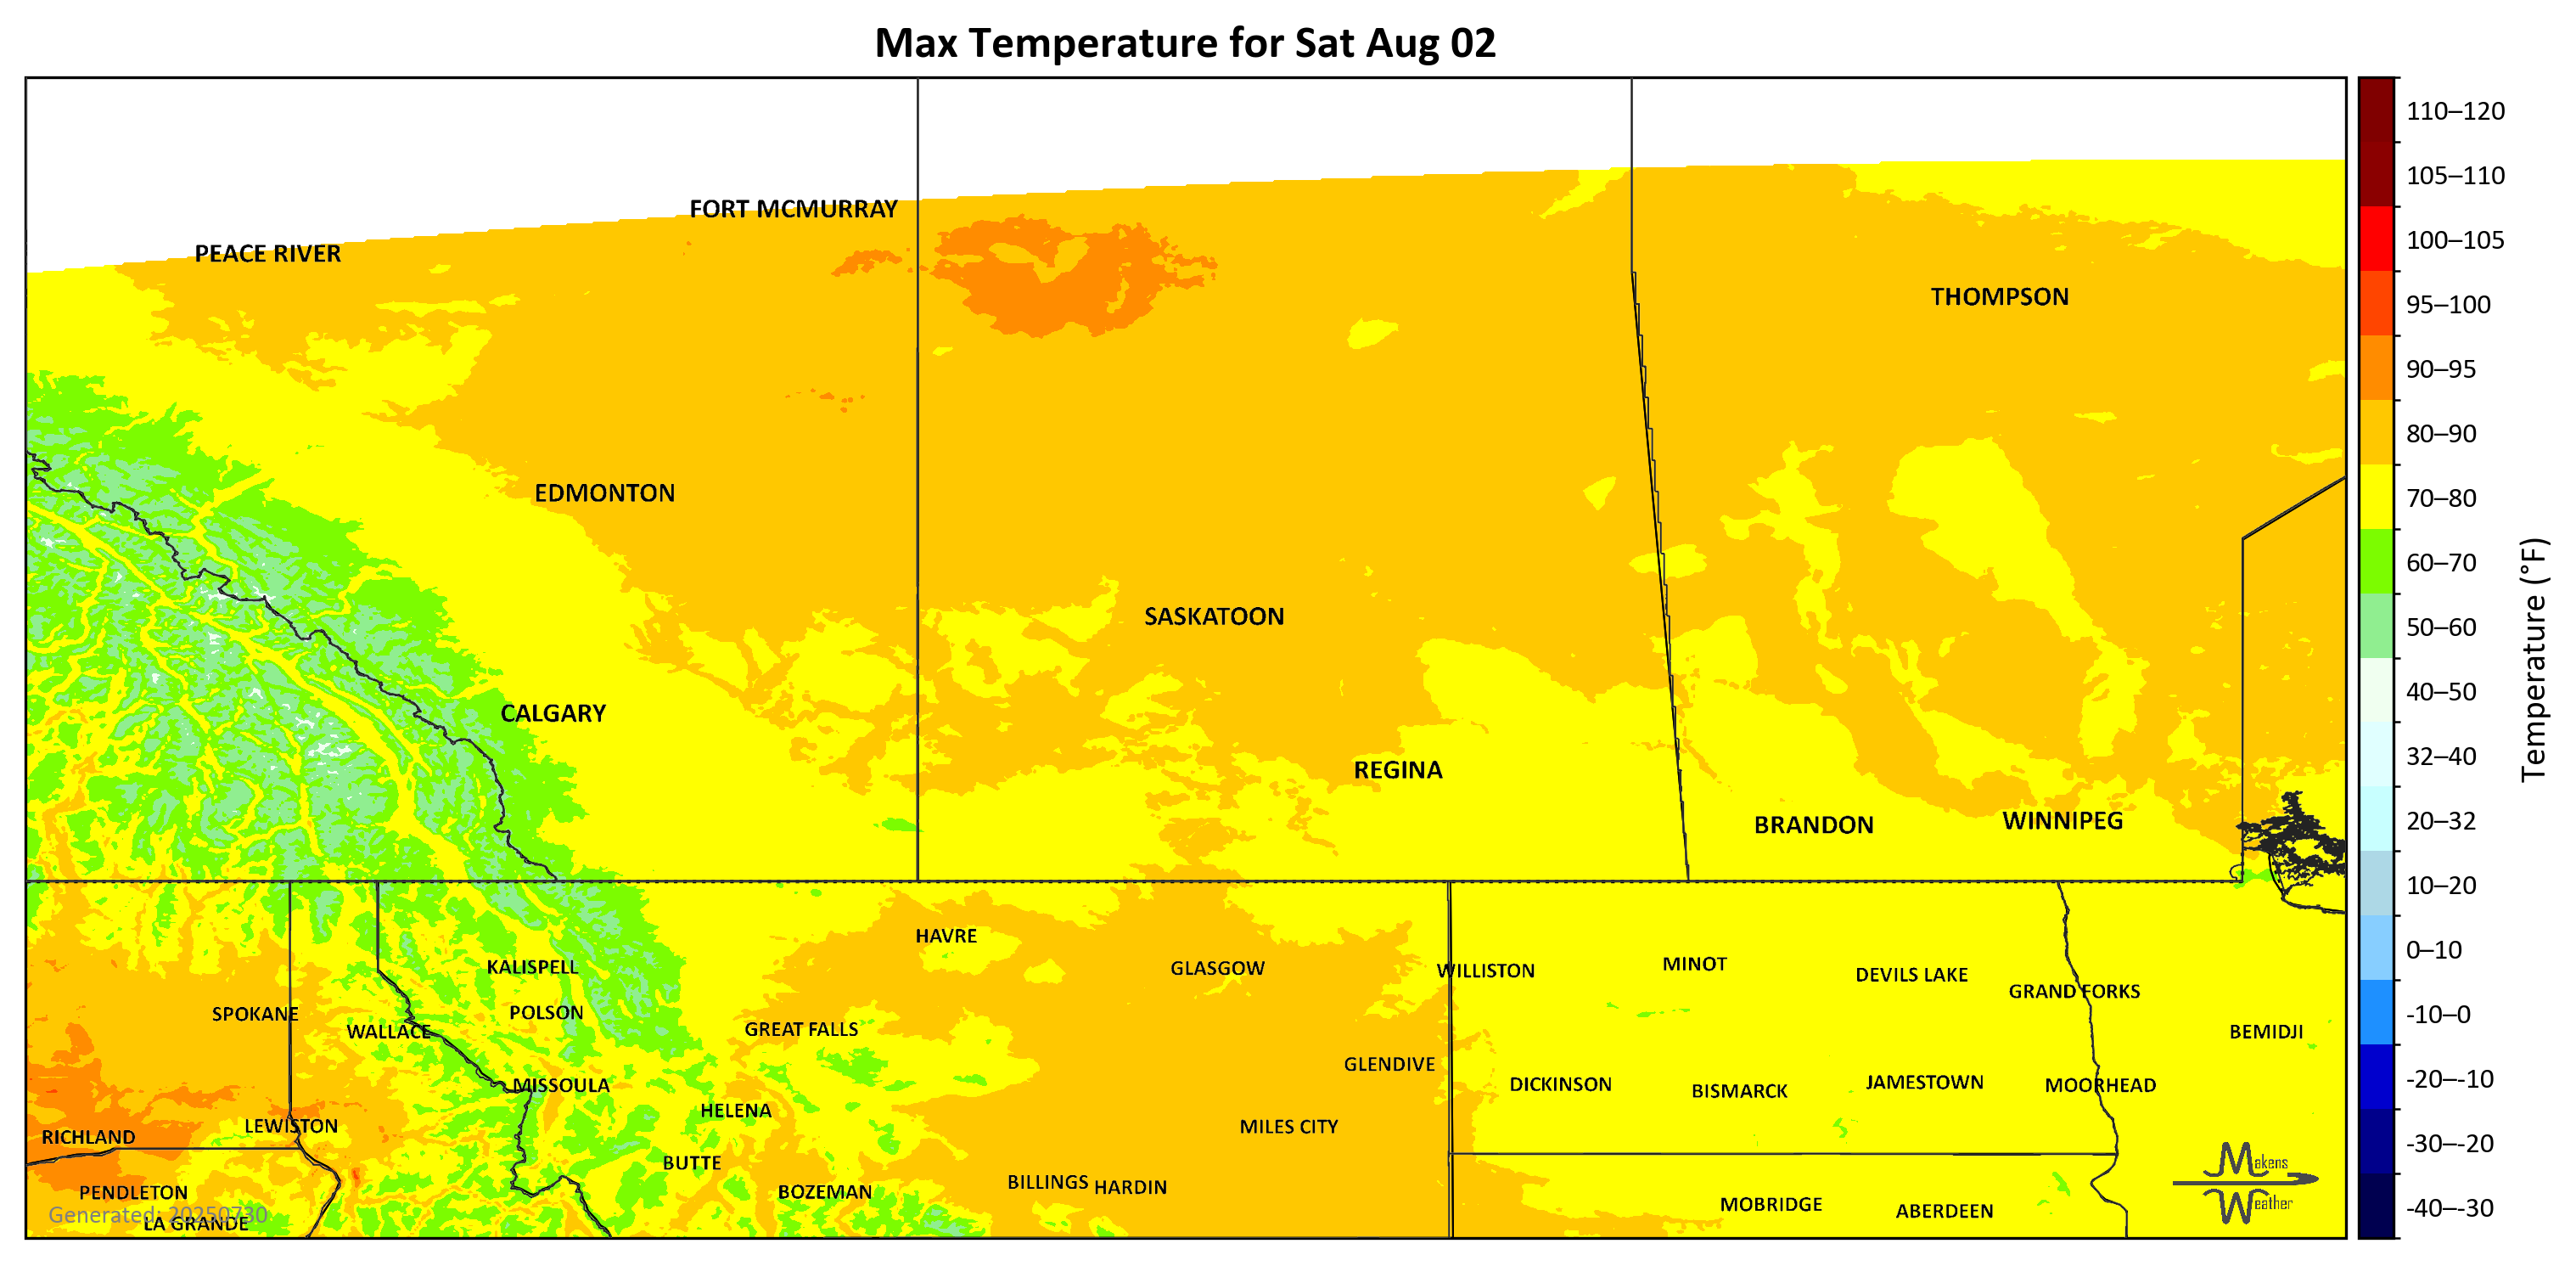 Max Temperature for Sat Aug 02
FORT MCMURRAY
PEACE RIVER
THOMPSON
EDMONTON
SASKATOON
CALGARY
REGINA
BRANDON
WINNIPEG
HAVRE
KALISPELL
GLASGOW
WILLISTON
MINOT
DEVILS LAKE
GRAND FORKS
SPOKANE
POLSON
WALLACE
GREAT FALLS
BEMIDJI
GLENDIVE
MISSOULA
DICKINSON
BISMARCK
JAMESTOWN
MOORHEAD
HELENA
LEWISTON
MILES CITY
RICHLAND
BUTTE
PENDLETON
BOZEMAN
BILLINGS
HARDIN
MOBRIDGE
ABERDEEN
Generated: 20250730
LA GRANDE
Makens
Weather
110–120
105–110
100–105
95–100
90–95
80–90
70–80
60–70
50–60
40–50
32–40
20–32
10–20
0–10
-10–0
-20–-10
-30–-20
-40–-30
Temperature (°F)